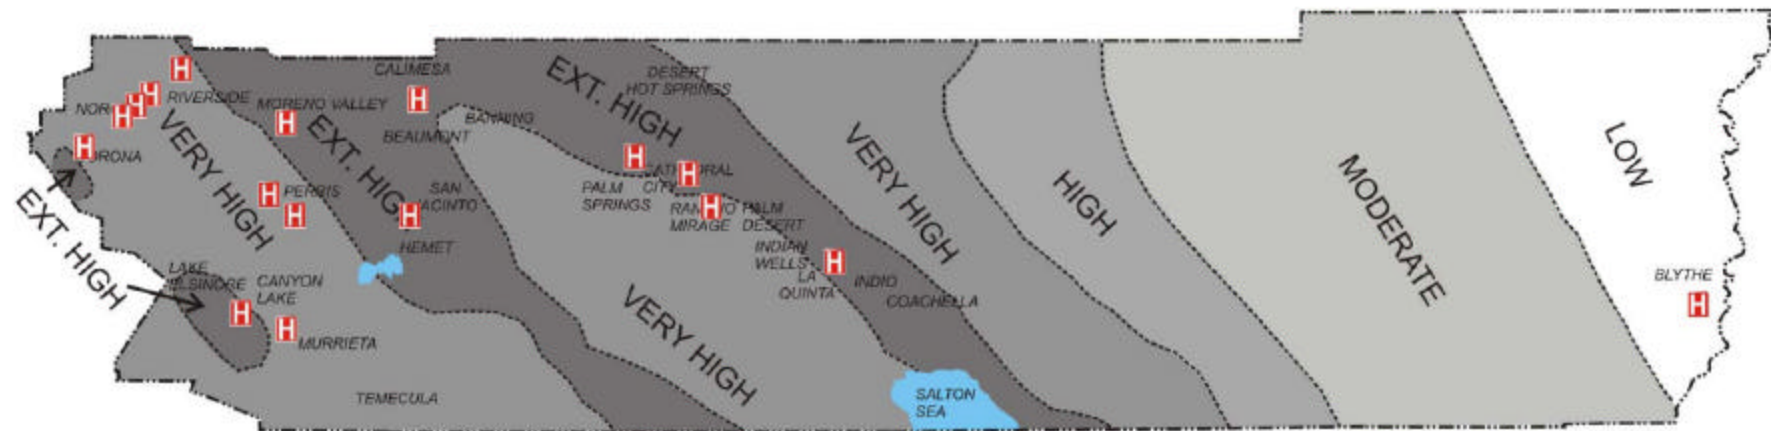 CALIMESA
EXT. HIGH
DESERT
HOT SPRINGS
H
H
H
H
H
RIVERSIDE
MORENO VALLEY
H
H
BEAUMONT
BANNING
VERY HIGH
EXT. HIGH
H
EXT. HIGH
H
PERRIS
H
SAN
JACINTO
H
HEMET
LAKE
ELSINORE
CANYON
LAKE
H
H
MURRIETA
TEMECULA
H
CATHEDRAL
CITY
H
PALM
SPRINGS
RANCHO
MIRAGE
H
PALM
DESERT
INDIAN
WELLS
H
LA
QUINTA
INDIO
COACHELLA
VERY HIGH
SALTON
SEA
VERY HIGH
HIGH
MODERATE
LOW
BLYTHE
H